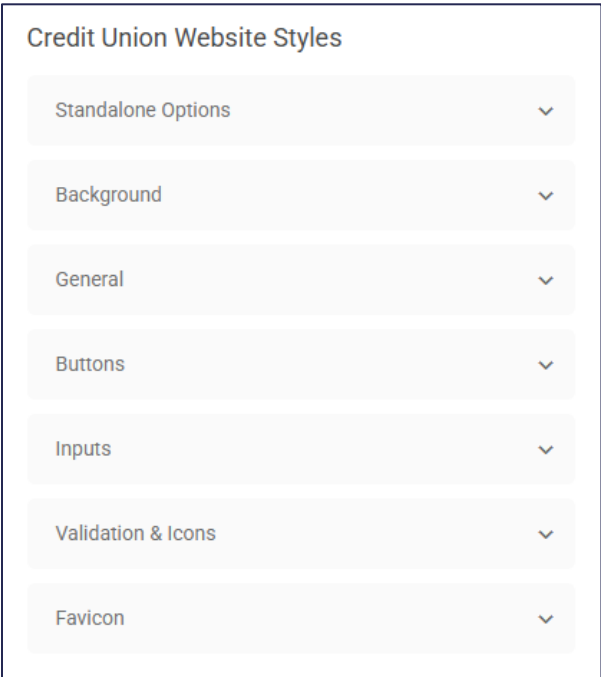 Credit Union Website Styles
Standalone Options
Background
General
Buttons
Inputs
Validation & Icons
Favicon